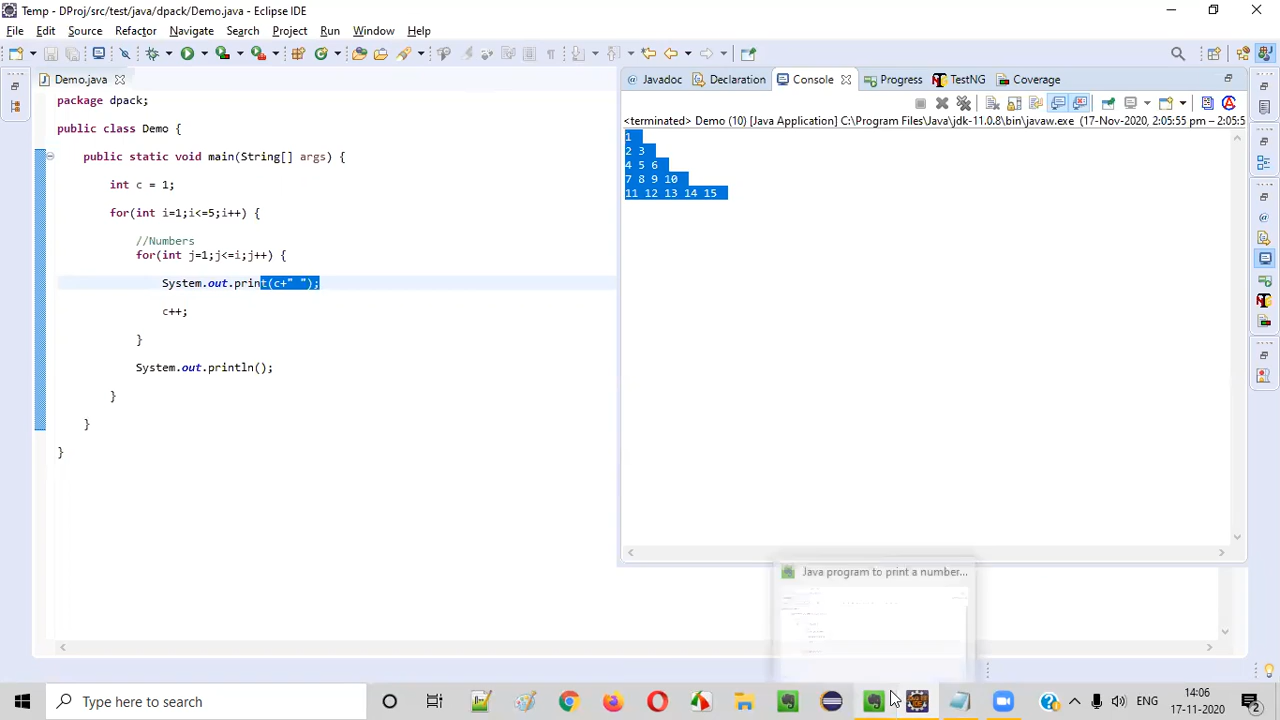 Temp - DProj/src/test/java/dpack/Demo.java - Eclipse IDE
File Edit Source Refactor Navigate Search Project Run Window Help
Demo.java
Javadoc Declaration Console Progress TestNG Coverage
<terminated> Demo (10) [Java Application] C:\Program Files\Java\jdk-11.0.8\bin\javaw.exe (17-Nov-2020, 2:05:55 pm – 2:05:5
package dpack;
public class Demo {
public static void main(String[] args) {
int c = 1;
for(int i=1;i<=5;i++) {
//Numbers
for(int j=1;j<=i;j++) {
System.out.print(c+" ");
c++;
}
System.out.println();
}
}
}
1
2 3
4 5 6
7 8 9 10
11 12 13 14 15
Java program to print a number...
Type here to search
ENG
14:06
17-11-2020
2